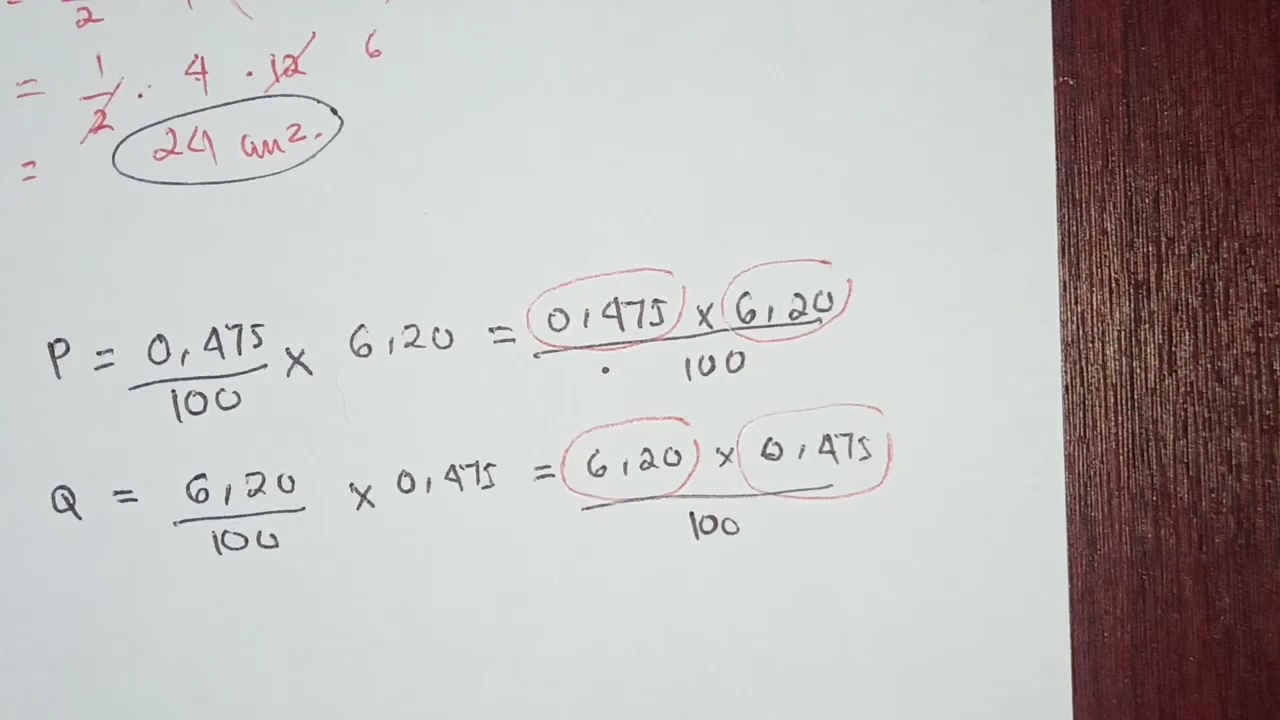 = 1/2 · 4 · 12 6
= 24 cm².
P = 0,475/100 × 6,20 = 0,475 × 6,20/100
Q = 6,20/100 × 0,475 = 6,20 × 0,475/100